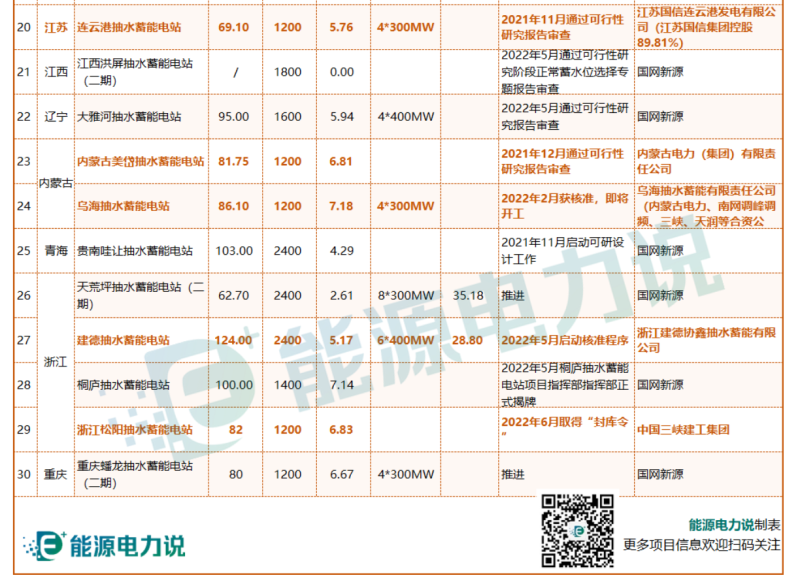 20 江苏 连云港抽水蓄能电站 69.10 1200 5.76 4*300MW 2021年11月通过可行性研究报告审查 江苏国信连云港发电有限公司（江苏国信集团控股89.81%）
21 江西 江西洪屏抽水蓄能电站（二期） / 1800 0.00 2022年5月通过可行性研究阶段正常蓄水位选择专题报告审查 国网新源
22 辽宁 大雅河抽水蓄能电站 95.00 1600 5.94 4*400MW 2022年5月通过可行性研究报告审查 国网新源
23 内蒙古 内蒙古美岱抽水蓄能电站 81.75 1200 6.81 2021年12月通过可行性研究报告审查 内蒙古电力（集团）有限责任公司
24 乌海抽水蓄能电站 86.10 1200 7.18 4*300MW 2022年2月获核准，即将开工 乌海抽水蓄能有限责任公司（内蒙古电力、南网调峰调频、三峡、天润等合资公
25 青海 贵南哇让抽水蓄能电站 103.00 2400 4.29 2021年11月启动可研设计工作 国网新源
26 浙江 天荒坪抽水蓄能电站（二期） 62.70 2400 2.61 8*300MW 35.18 推进 国网新源
27 建德抽水蓄能电站 124.00 2400 5.17 6*400MW 28.80 2022年5月启动核准程序 浙江建德协鑫抽水蓄能有限公司
28 桐庐抽水蓄能电站 100.00 1400 7.14 2022年5月桐庐抽水蓄能电站项目指挥部指挥部正式揭牌 国网新源
29 浙江松阳抽水蓄能电站 82 1200 6.83 2022年6月取得“封库令” 中国三峡建工集团
30 重庆 重庆蟠龙抽水蓄能电站（二期） 80 1200 6.67 4*300MW 推进 国网新源
能源电力说
能源电力说
能源电力说制表
更多项目信息欢迎扫码关注